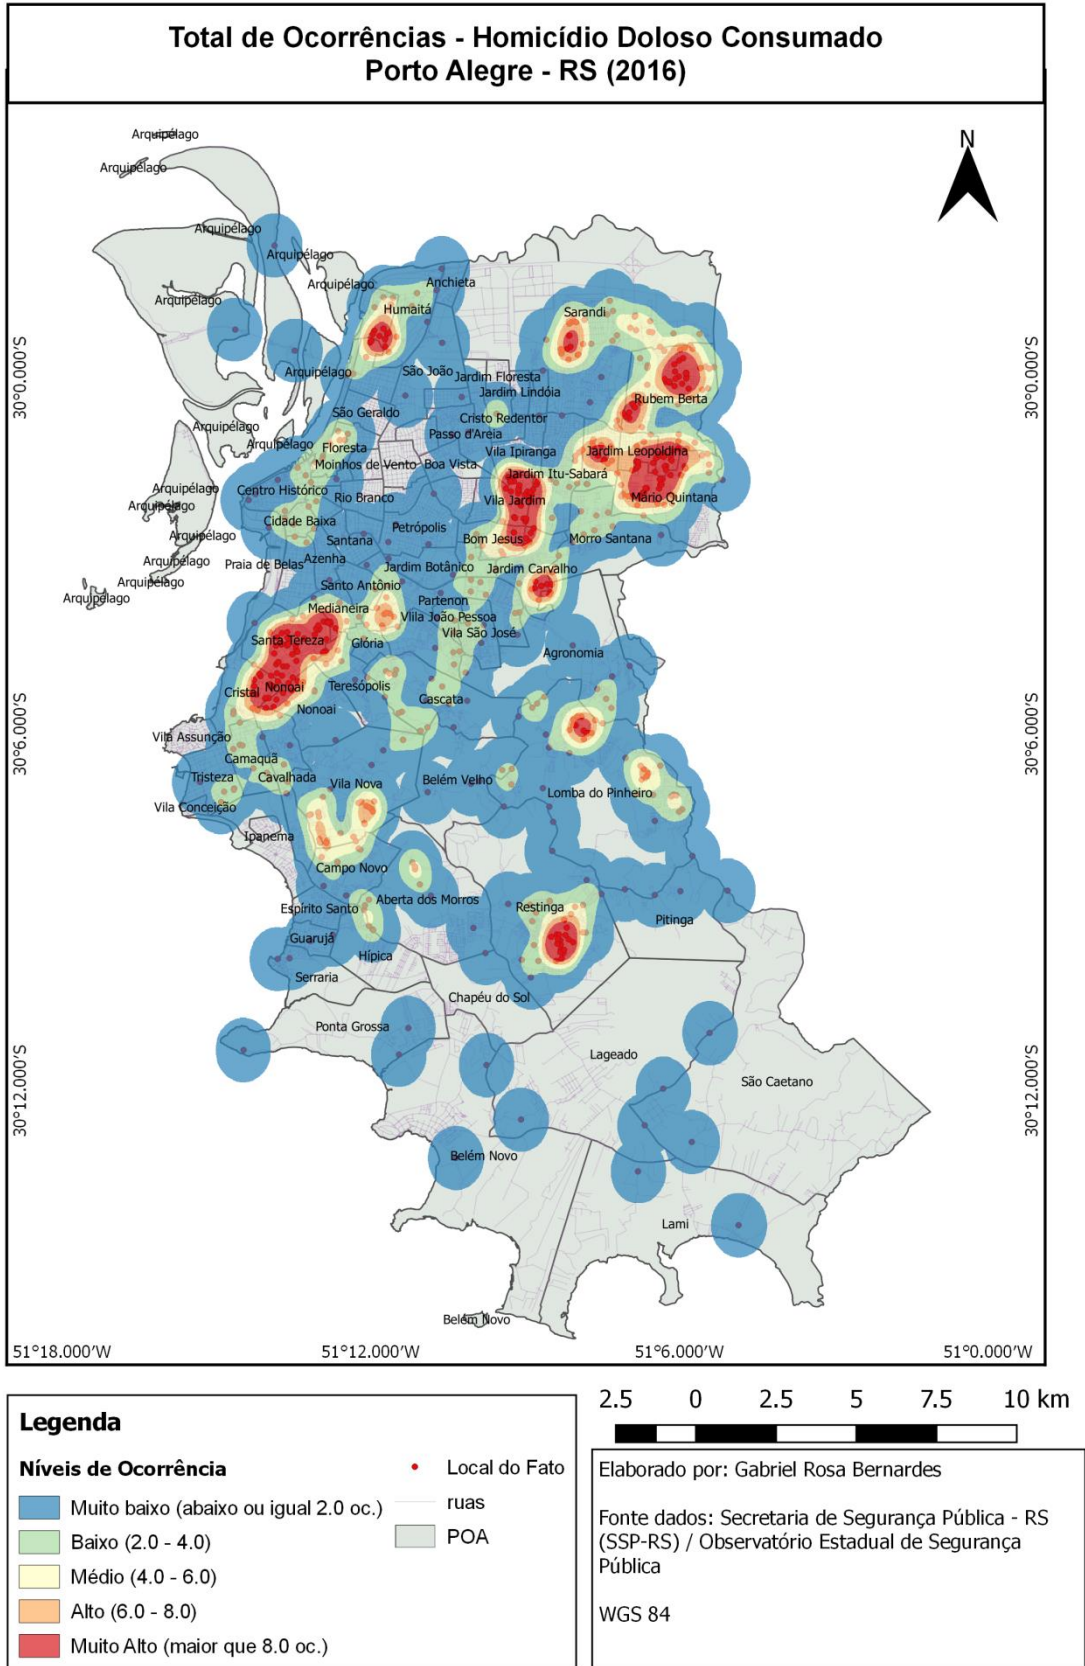 Total de Ocorrências - Homicídio Doloso Consumado
Porto Alegre - RS (2016)
N
Arquipélago
Arquipélago
Arquipélago
Arquipélago
Arquipélago
Arquipélago
Anchieta
Humaitá
Sarandi
Arquipélago
São João
Jardim Floresta
Jardim Lindóia
Rubem Berta
São Geraldo
Cristo Redentor
Arquipélago
Passo d'Areia
Arquipélago
Floresta
Vila Ipiranga
Jardim Leopoldina
Moinhos de Vento
Boa Vista
Jardim Itu-Sabará
Arquipélago
Centro Histórico
Rio Branco
Vila Jardim
Mário Quintana
Arquipélago
Cidade Baixa
Petrópolis
Arquipélago
Santana
Bom Jesus
Morro Santana
Arquipélago
Praia de Belas
Azenha
Jardim Botânico
Jardim Carvalho
Arquipélago
Santo Antônio
Arquipélago
Medianeira
Partenon
Vlila João Pessoa
Santa Tereza
Glória
Vila São José
Agronomia
Cristal
Nonoai
Teresópolis
Cascata
Nonoai
Vila Assunção
Camaquã
Tristeza
Cavalhada
Vila Nova
Belém Velho
Lomba do Pinheiro
Vila Conceição
Ipanema
Campo Novo
Aberta dos Morros
Espírito Santo
Restinga
Pitinga
Guarujá
Hípica
Serraria
Chapéu do Sol
Ponta Grossa
Lageado
São Caetano
Belém Novo
Lami
Belém Novo
30°0.000'S
30°6.000'S
30°12.000'S
30°0.000'S
30°6.000'S
30°12.000'S
51°18.000'W
51°12.000'W
51°6.000'W
51°0.000'W
Legenda
Níveis de Ocorrência
Muito baixo (abaixo ou igual 2.0 oc.)
Baixo (2.0 - 4.0)
Médio (4.0 - 6.0)
Alto (6.0 - 8.0)
Muito Alto (maior que 8.0 oc.)
Local do Fato
ruas
POA
2.5 0 2.5 5 7.5 10 km
Elaborado por: Gabriel Rosa Bernardes
Fonte dados: Secretaria de Segurança Pública - RS
(SSP-RS) / Observatório Estadual de Segurança
Pública
WGS 84